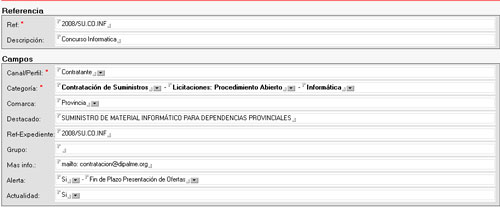 Referencia
Ref: * 2008/SU.CO.INF
Descripción: Concurso Informatica
Campos
Canal/Perfil: * Contratante
Categoría: * Contratación de Suministros - Licitaciones: Procedimiento Abierto - Informática
Comarca: Provincia
Destacado: SUMINISTRO DE MATERIAL INFORMÁTICO PARA DEPENDENCIAS PROVINCIALES
Ref-Expediente: 2008/SU.CO.INF
Grupo:
Mas info.: mailto: contratacion@dipalme.org
Alerta: Si - Fin de Plazo Presentación de Ofertas
Actualidad: Si